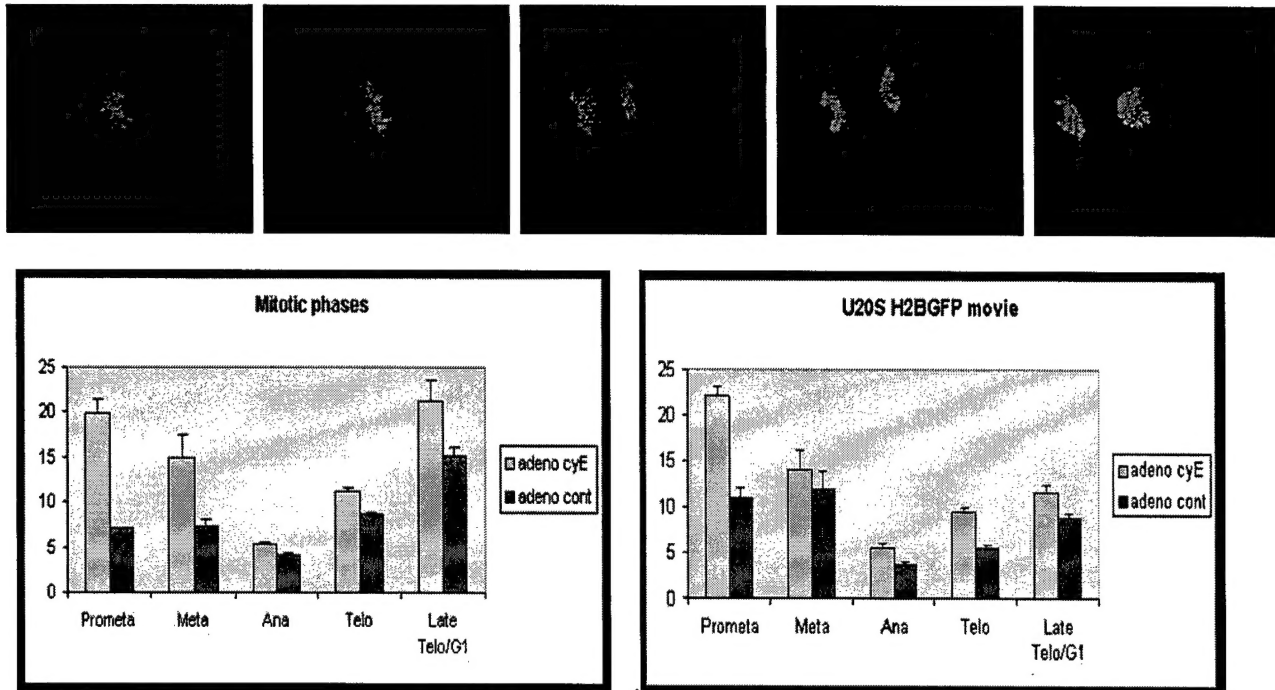 Mitotic phases
25
20
15
10
5
0
Prometa Meta Ana Telo Late
Telo/G1
adeno cyE
adeno cont
U20S H2BGFP movie
25
20
15
10
5
0
Prometa Meta Ana Telo Late
Telo/G1
adeno cyE
adeno cont